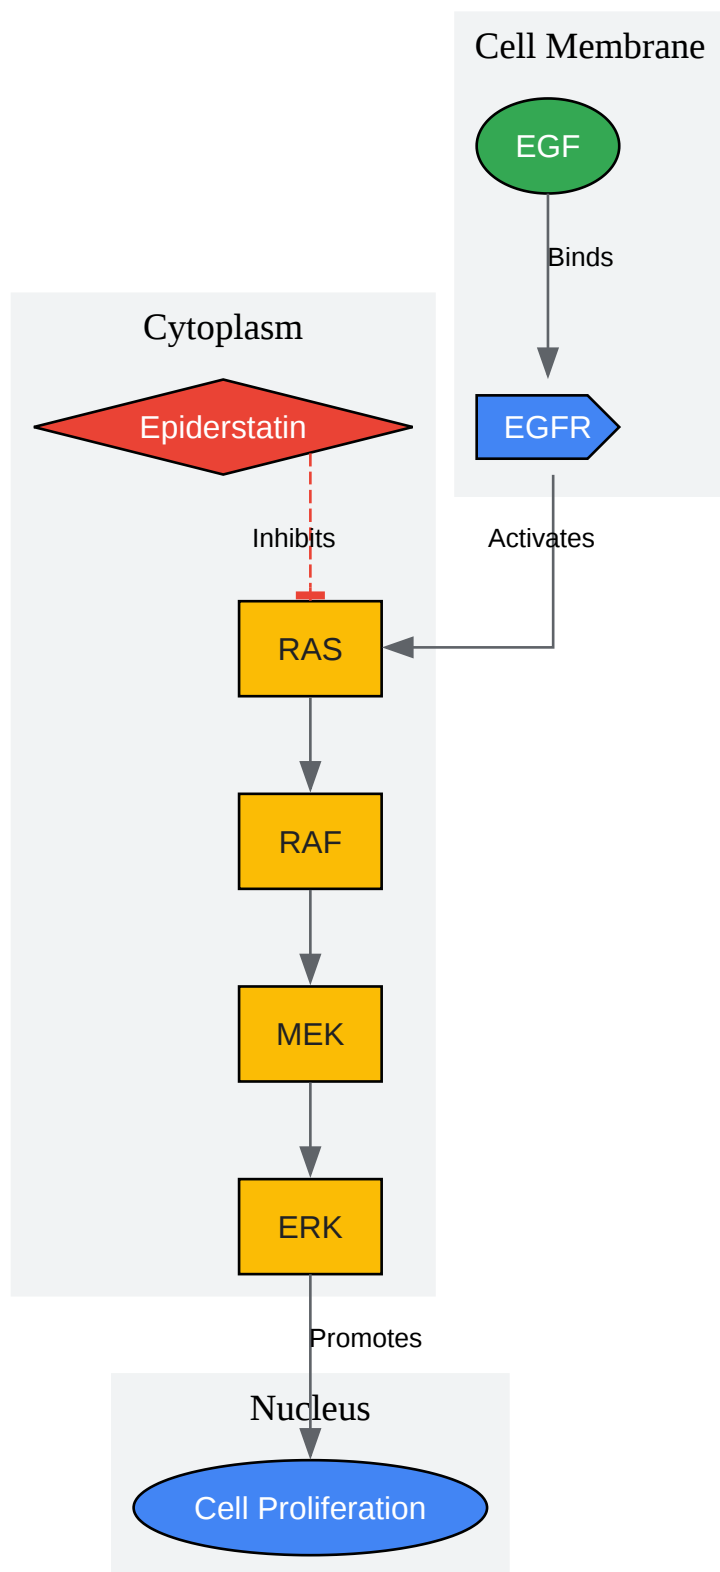 Cell Membrane
EGF
Binds
Cytoplasm
Epiderstatin
EGFR
Inhibits
Activates
RAS
RAF
MEK
ERK
Promotes
Nucleus
Cell Proliferation